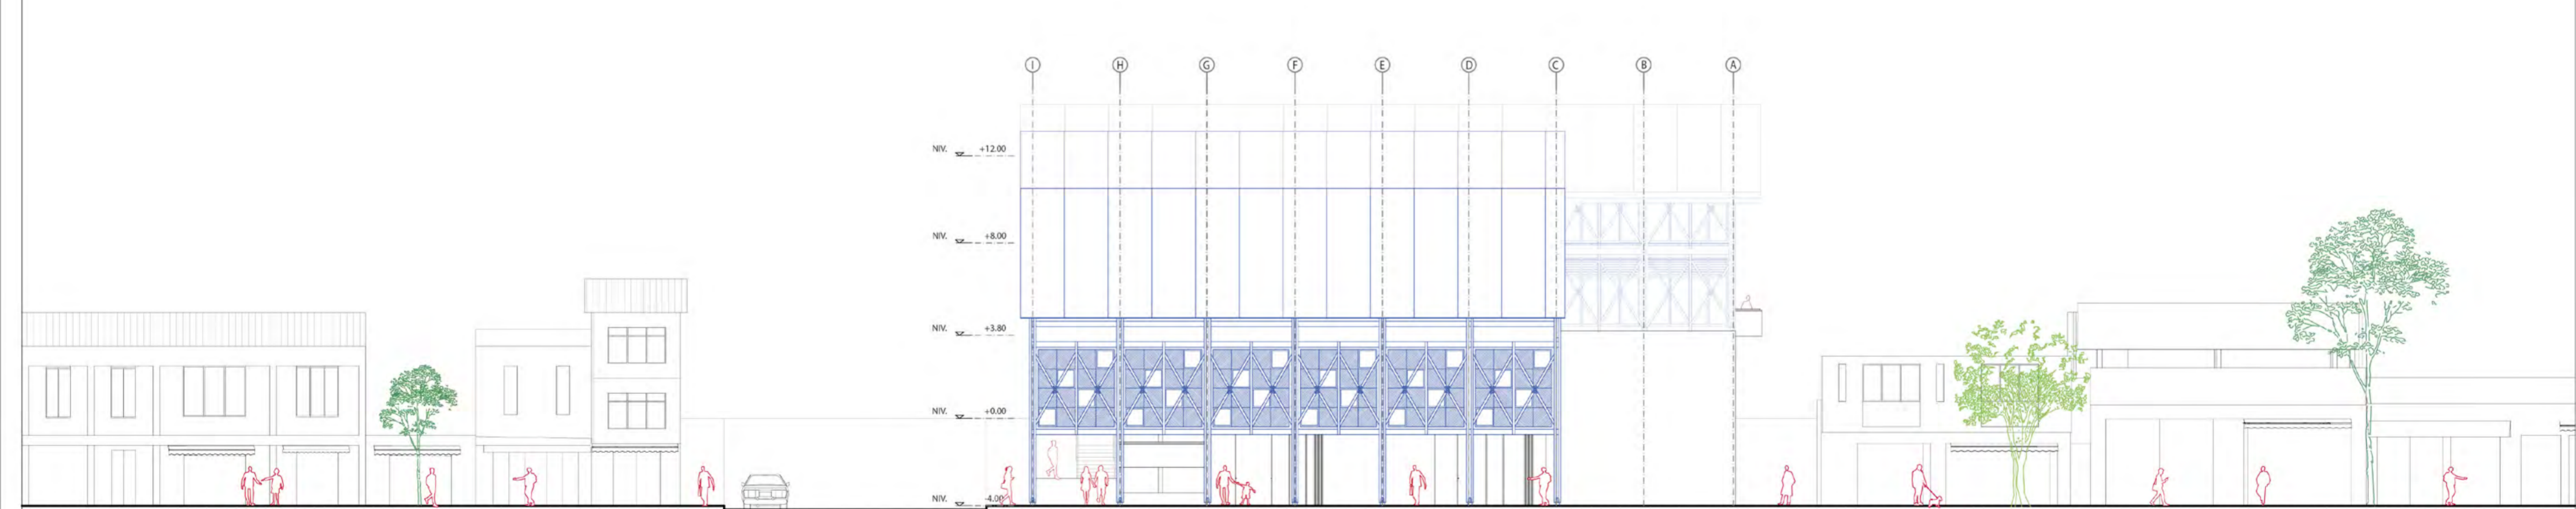 I H G F E D C B A
NIV. +12.00
NIV. +8.00
NIV. +3.80
NIV. +0.00
NIV. -4.00